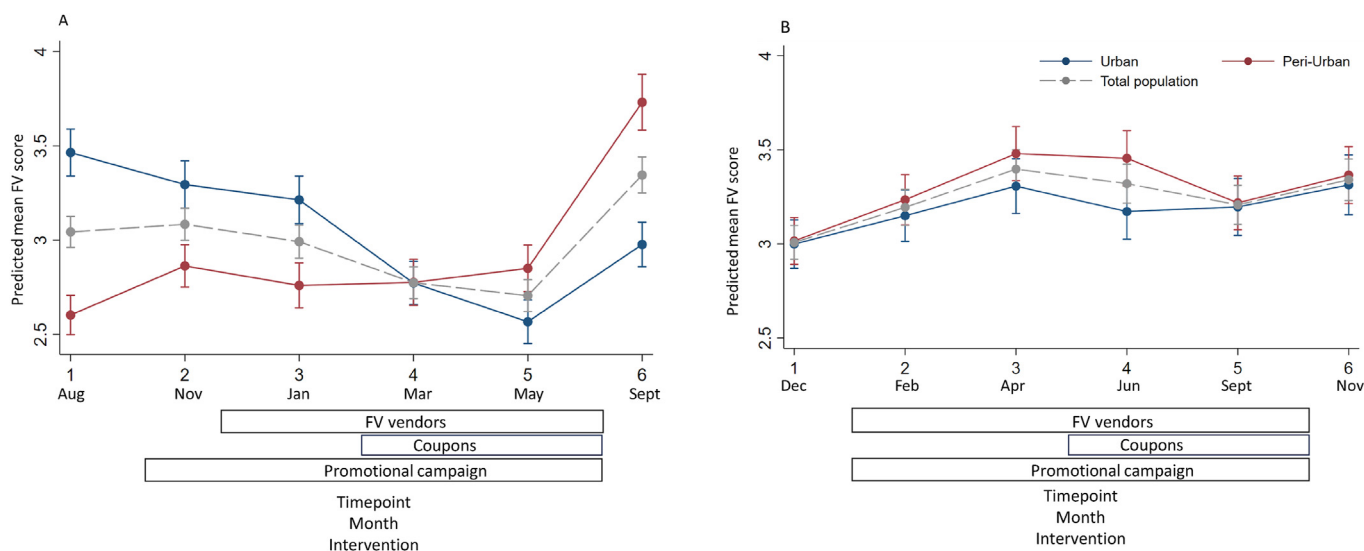 A
Predicted mean FV score
4
3.5
3
2.5
1 2 3 4 5 6
Aug Nov Jan Mar May Sept
FV vendors
Coupons
Promotional campaign
Timepoint
Month
Intervention
B
Urban Peri-Urban
Total population
Predicted mean FV score
4
3.5
3
2.5
1 2 3 4 5 6
Dec Feb Apr Jun Sept Nov
FV vendors
Coupons
Promotional campaign
Timepoint
Month
Intervention